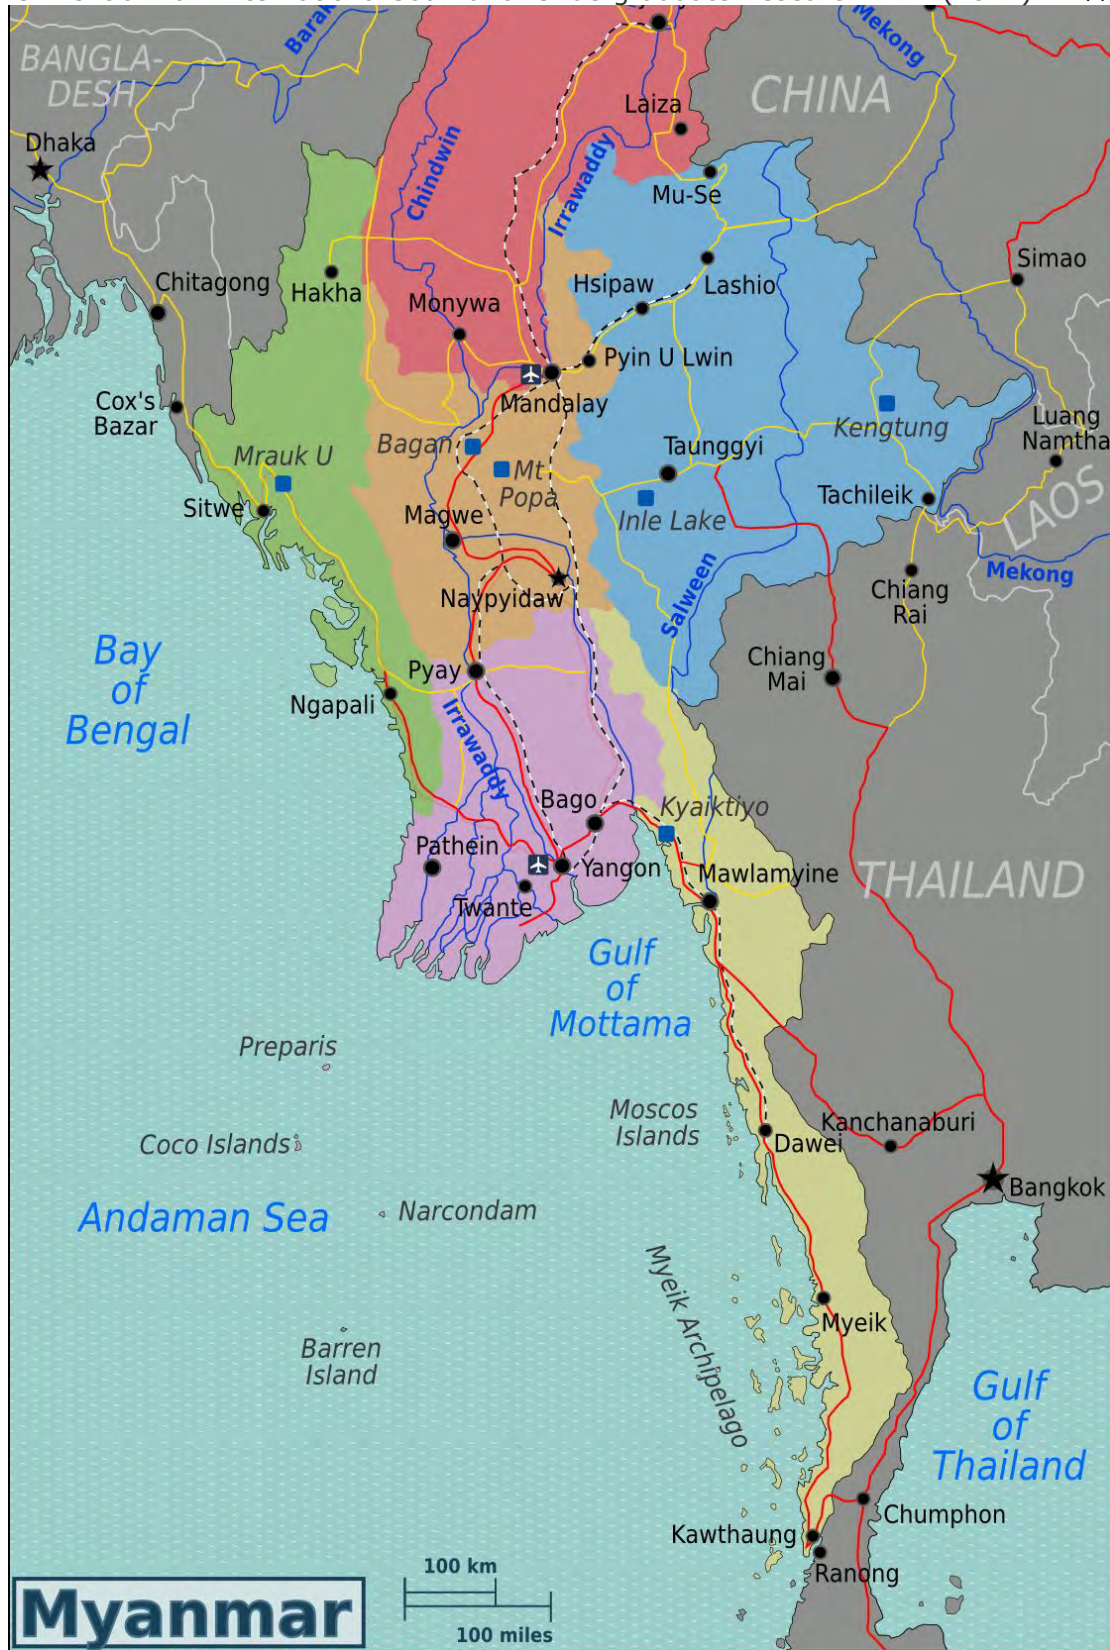 Mekong
Barak
BANGLA-
DESH
CHINA
Laiza
Dhaka
Chindwin
Irrawaddy
Mu-Se
Simao
Chitagong
Hakha
Hsipaw
Lashio
Monywa
Pyin U Lwin
Mandalay
Cox's
Bazar
Kengtung
Luang
Namtha
Bagan
Taunggyi
Mrauk U
Mt
Popa
Tachileik
Sitwe
Magwe
Inle Lake
LAOS
Mekong
Naypyidaw
Salween
Chiang
Rai
Bay
of
Bengal
Pyay
Chiang
Mai
Ngapali
Irrawaddy
Bago
Kyaiktiyo
Pathein
Yangon
Mawlamyine
THAILAND
Twante
Gulf
of
Mottama
Preparis
Moscos
Islands
Coco Islands
Dawei
Kanchanaburi
Bangkok
Andaman Sea
Narcondam
Myeik Archipelago
Myeik
Barren
Island
Gulf
of
Thailand
Chumphon
Kawthaung
Ranong
100 km
Myanmar
100 miles